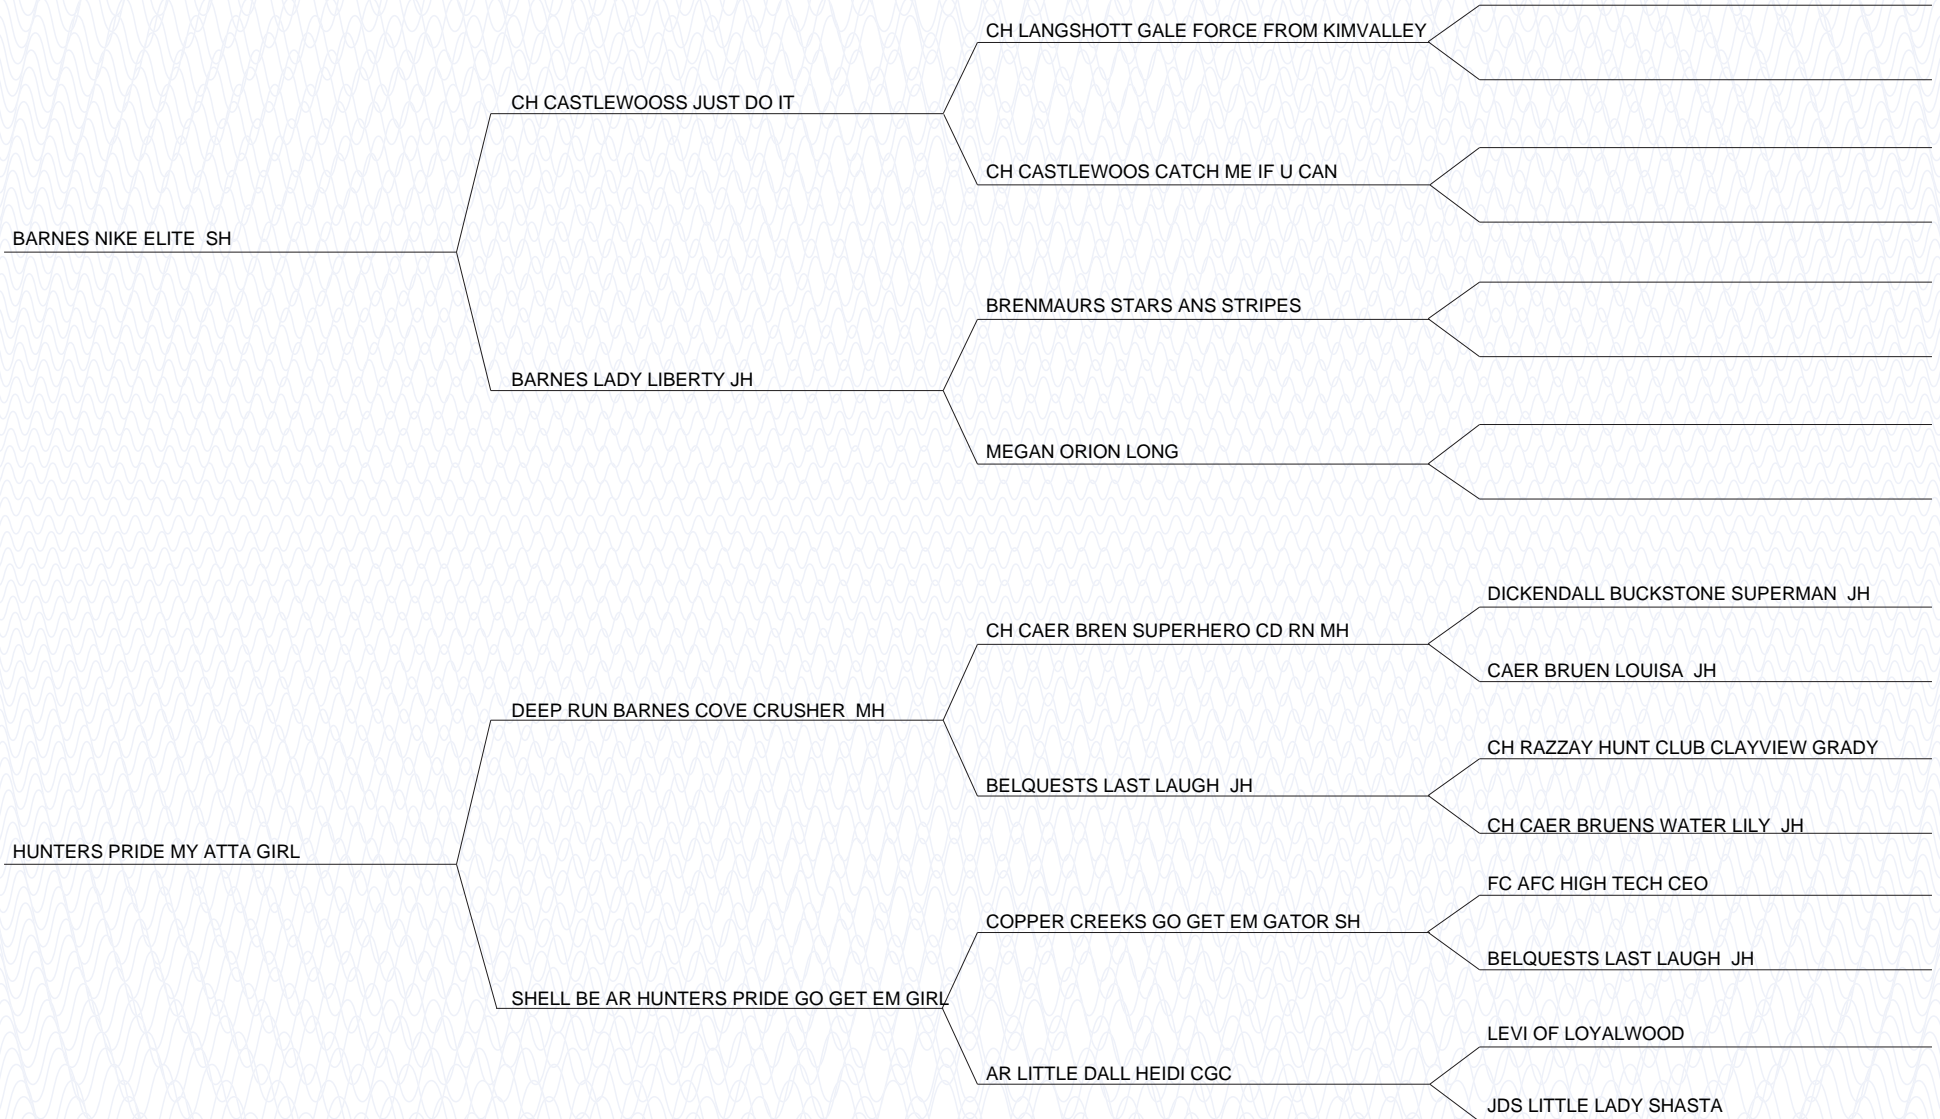 CH LANGSHOTT GALE FORCE FROM KIMVALLEY
CH CASTLEWOOSS JUST DO IT
CH CASTLEWOOS CATCH ME IF U CAN
BARNES NIKE ELITE  SH
BRENMAURS STARS ANS STRIPES
BARNES LADY LIBERTY JH
MEGAN ORION LONG
DICKENDALL BUCKSTONE SUPERMAN  JH
CH CAER BREN SUPERHERO CD RN MH
CAER BRUEN LOUISA  JH
DEEP RUN BARNES COVE CRUSHER  MH
CH RAZZAY HUNT CLUB CLAYVIEW GRADY
BELQUESTS LAST LAUGH  JH
CH CAER BRUENS WATER LILY  JH
HUNTERS PRIDE MY ATTA GIRL
FC AFC HIGH TECH CEO
COPPER CREEKS GO GET EM GATOR SH
BELQUESTS LAST LAUGH  JH
SHELL BE AR HUNTERS PRIDE GO GET EM GIRL
LEVI OF LOYALWOOD
AR LITTLE DALL HEIDI CGC
JDS LITTLE LADY SHASTA